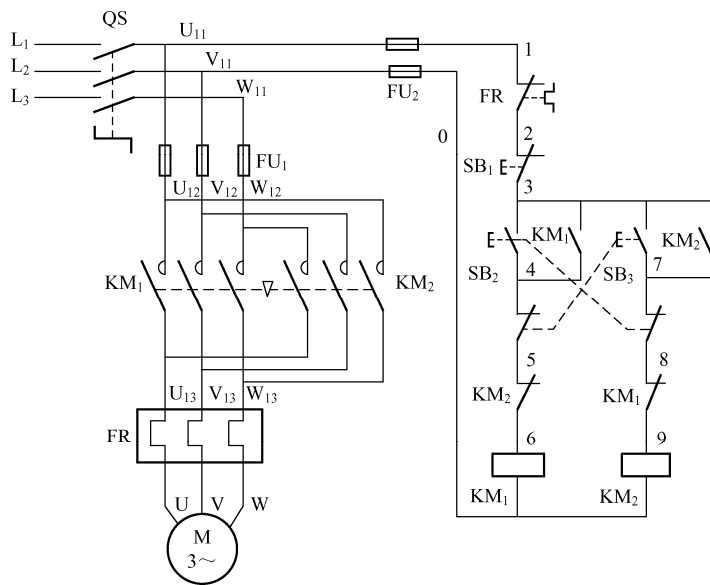 QS
L₁
U₁₁
1
L₂
V₁₁
L₃
W₁₁
FU₂
FR
0
2
FU₁
SB₁
U₁₂ V₁₂ W₁₂
3
KM₁
KM₂
KM₁
KM₂
SB₂
4
SB₃
7
5
8
KM₂
KM₁
U₁₃ V₁₃ W₁₃
FR
6
9
KM₁
KM₂
U V W
M
3～